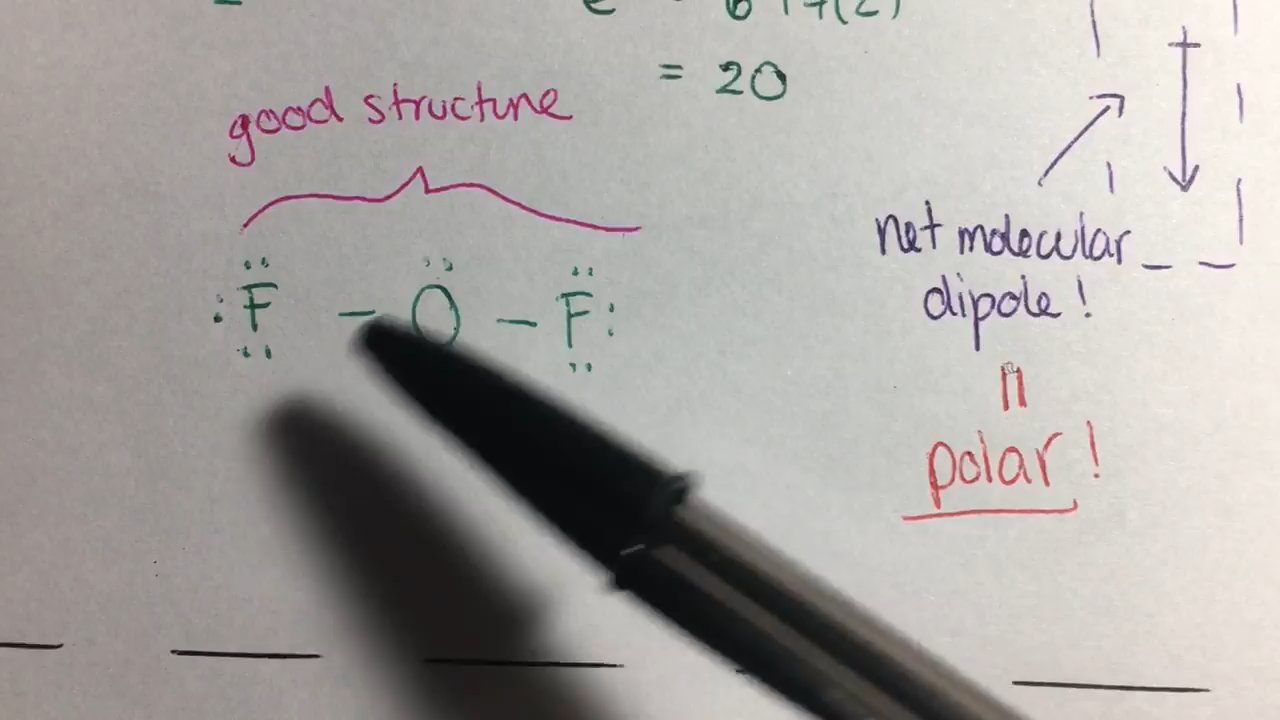 = 20
good structure
:F - O - F:
net molecular
dipole!
polar!